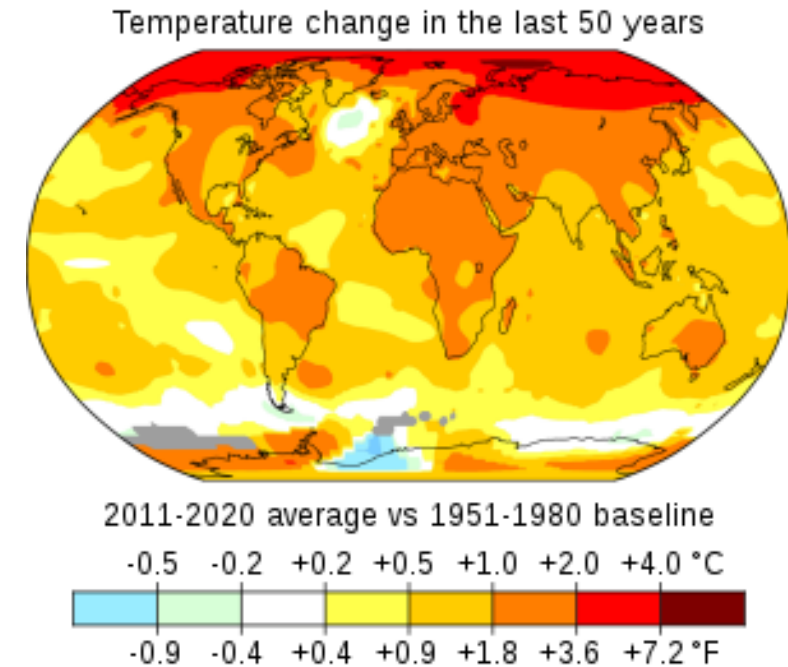 Temperature change in the last 50 years
2011-2020 average vs 1951-1980 baseline
-0.5 -0.2 +0.2 +0.5 +1.0 +2.0 +4.0 °C
-0.9 -0.4 +0.4 +0.9 +1.8 +3.6 +7.2 °F